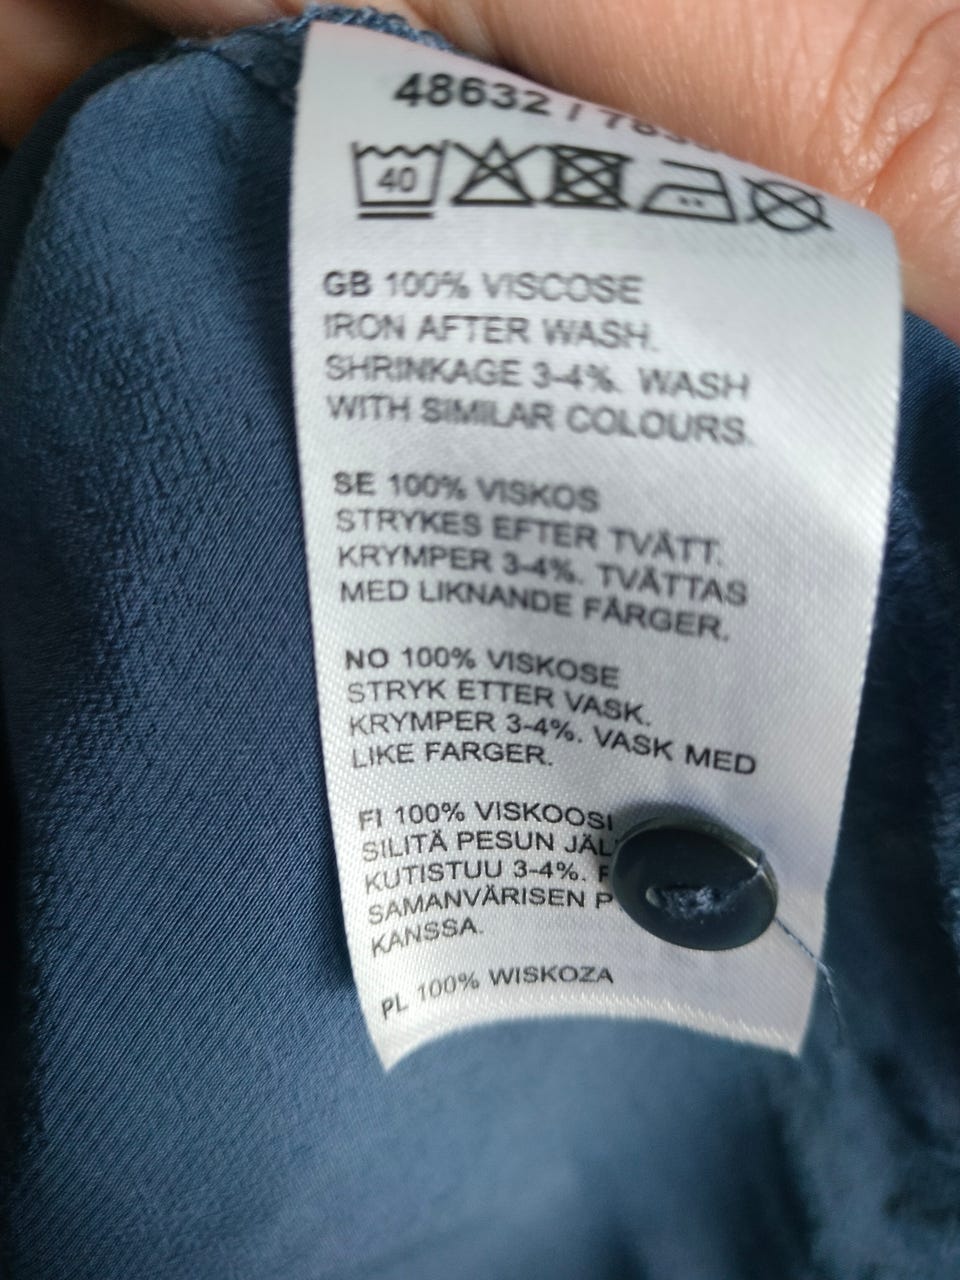 48632 / 78
40
GB 100% VISCOSE
IRON AFTER WASH.
SHRINKAGE 3-4%. WASH
WITH SIMILAR COLOURS.
SE 100% VISKOS
STRYKES EFTER TVÄTT.
KRYMPER 3-4%. TVÄTTAS
MED LIKNANDE FÄRGER.
NO 100% VISKOSE
STRYK ETTER VASK.
KRYMPER 3-4%. VASK MED
LIKE FARGER.
FI 100% VISKOOSI
SILITÄ PESUN
KUTISTUU 3-4%.
SAMANVÄRISEN P
KANSSA.
PL 100% WISKOZA